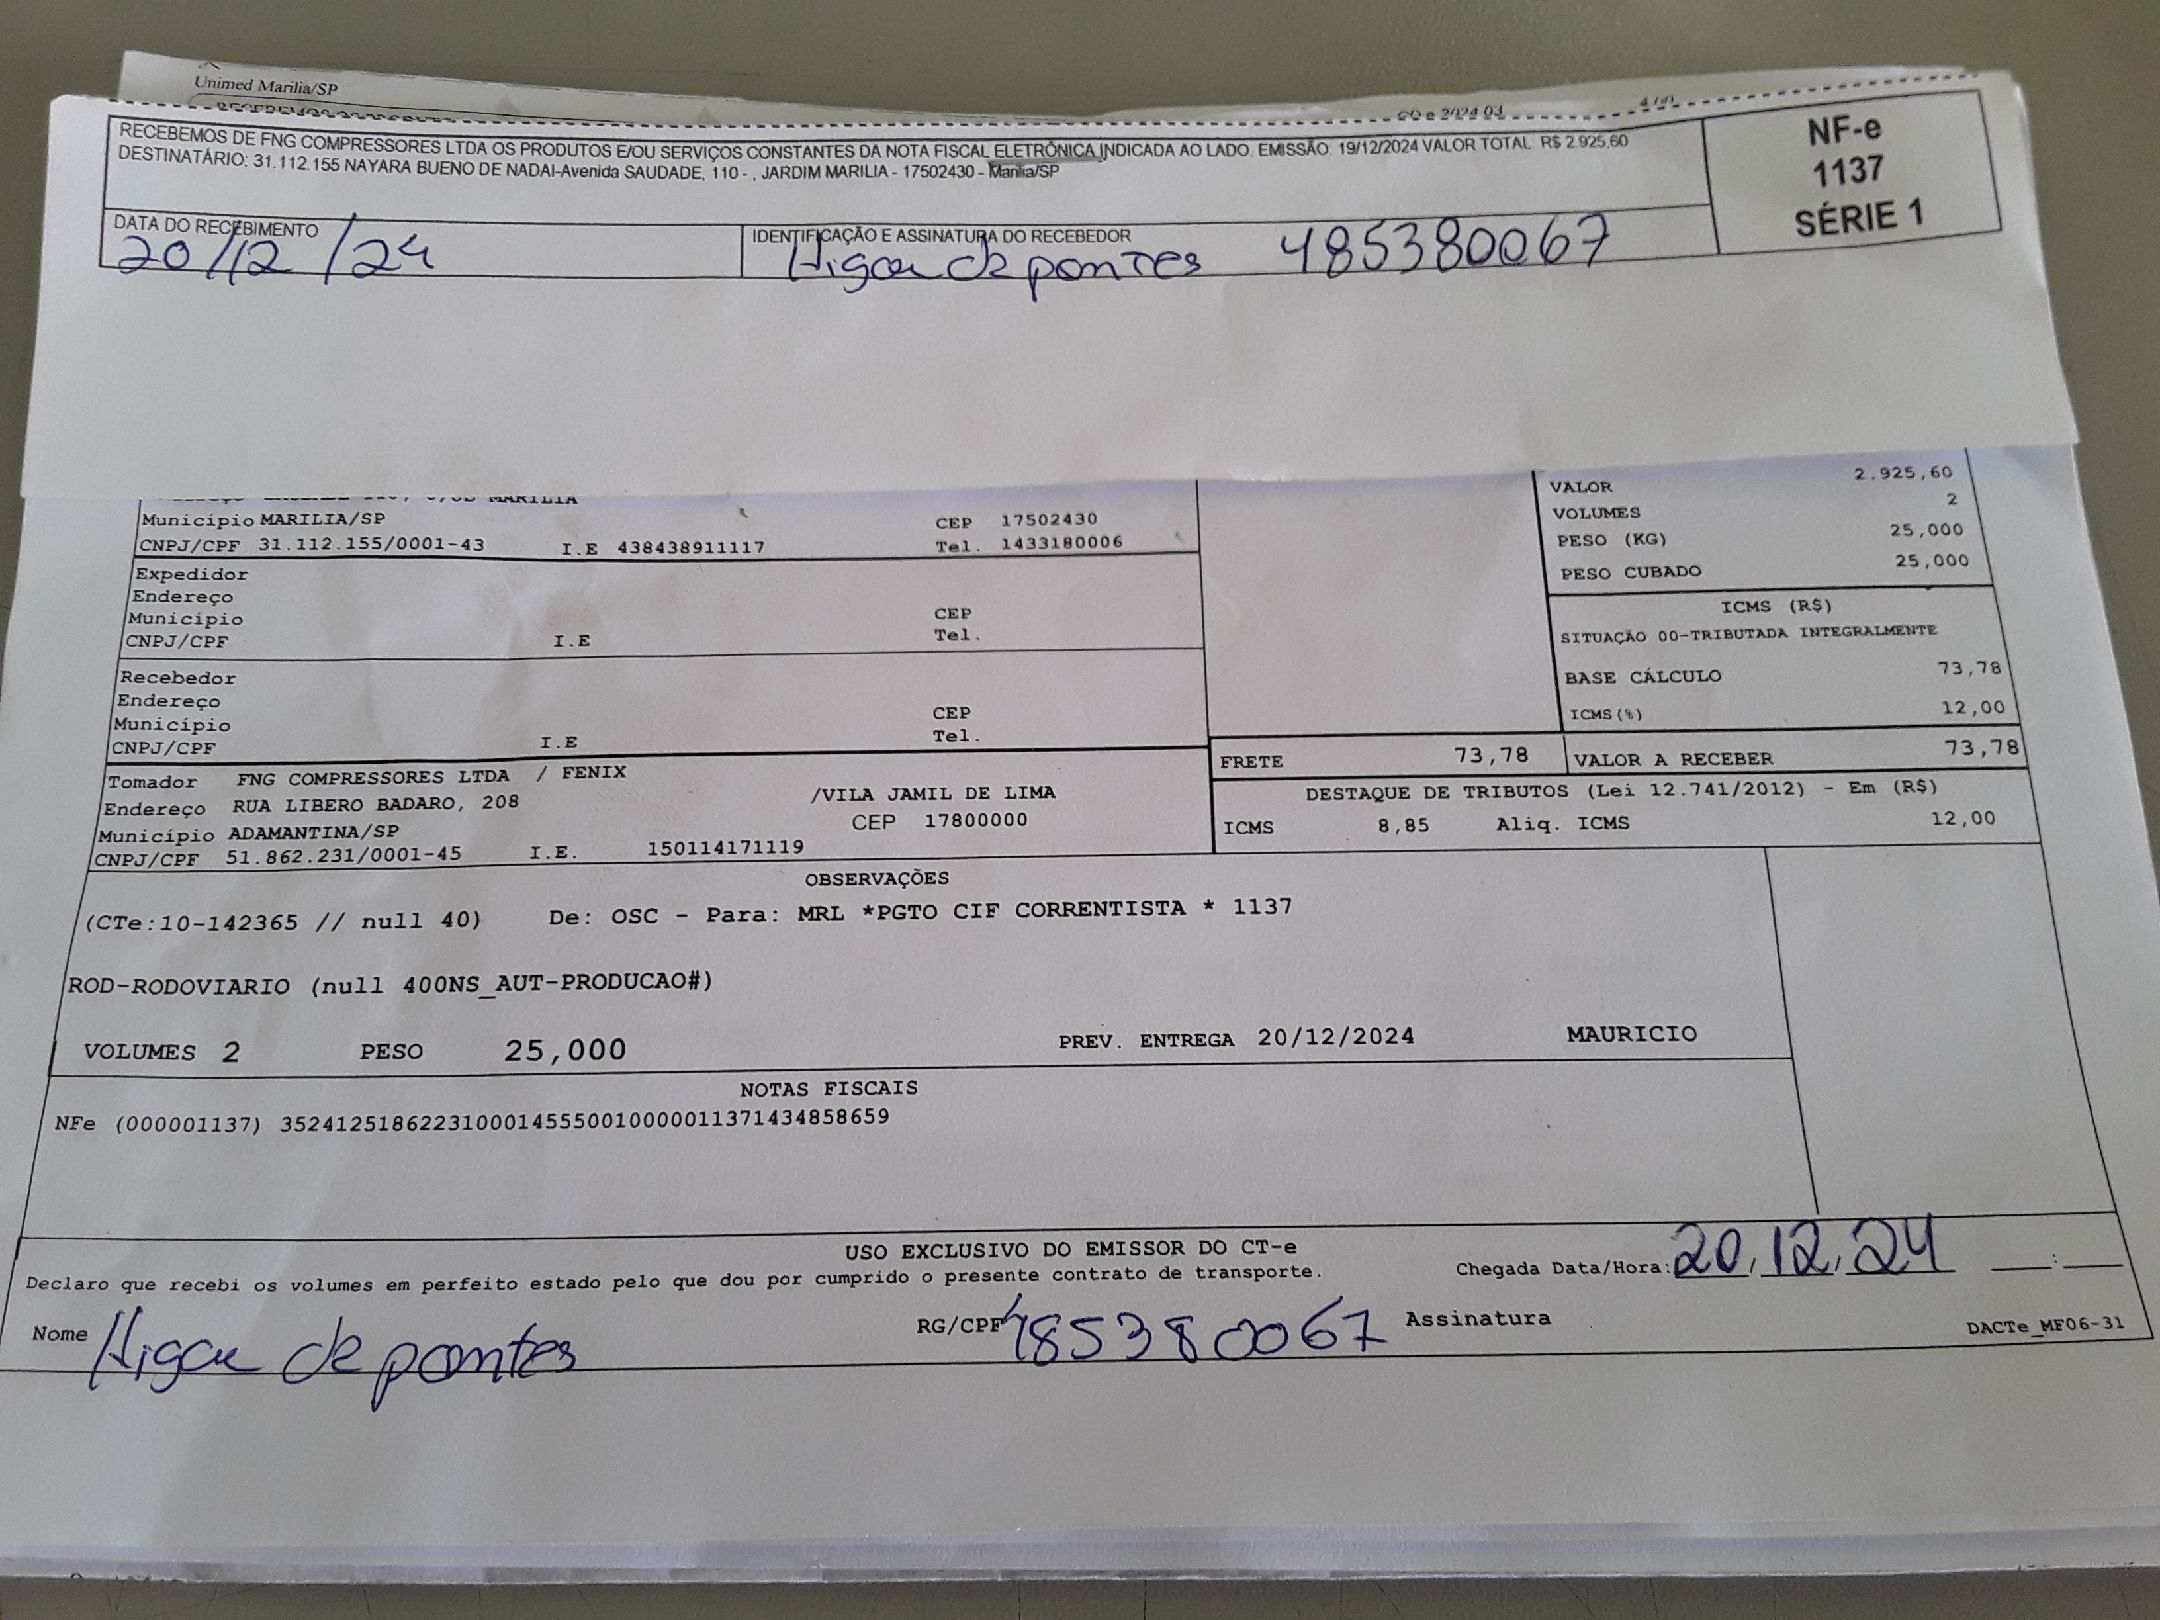 Unimed Marilia/SP
RECEBEMOS DE FNG COMPRESSORES LTDA OS PRODUTOS E/OU SERVIÇOS CONSTANTES DA NOTA FISCAL ELETRÔNICA INDICADA AO LADO. EMISSÃO: 19/12/2024 VALOR TOTAL: R$ 2.925,60
DESTINATÁRIO: 31.112.155 NAYARA BUENO DE NADAI-Avenida SAUDADE, 110 - , JARDIM MARILIA - 17502430 - Marilia/SP
NF-e
1137
SÉRIE 1
DATA DO RECEBIMENTO
20/12/24
IDENTIFICAÇÃO E ASSINATURA DO RECEBEDOR
de pontes 485380067
MARILIA
Município MARILIA/SP CEP 17502430
CNPJ/CPF 31.112.155/0001-43 I.E 438438911117 Tel. 1433180006
Expedidor
Endereço
Município CEP
CNPJ/CPF I.E Tel.
Recebedor
Endereço
Município CEP
CNPJ/CPF I.E Tel.
Tomador FNG COMPRESSORES LTDA / FENIX
Endereço RUA LIBERO BADARO, 208 /VILA JAMIL DE LIMA
Município ADAMANTINA/SP CEP 17800000
CNPJ/CPF 51.862.231/0001-45 I.E. 150114171119
VALOR 2.925,60
VOLUMES 2
PESO (KG) 25,000
PESO CUBADO 25,000
ICMS (R$)
SITUAÇÃO 00-TRIBUTADA INTEGRALMENTE
BASE CÁLCULO 73,78
ICMS(%) 12,00
FRETE 73,78 VALOR A RECEBER 73,78
DESTAQUE DE TRIBUTOS (Lei 12.741/2012) - Em (R$)
ICMS 8,85 Aliq. ICMS 12,00
OBSERVAÇÕES
(CTe:10-142365 // null 40) De: OSC - Para: MRL *PGTO CIF CORRENTISTA * 1137
ROD-RODOVIARIO (null 400NS_AUT-PRODUCAO#)
VOLUMES 2 PESO 25,000 PREV. ENTREGA 20/12/2024 MAURICIO
NOTAS FISCAIS
NFe (000001137) 35241251862231000145550010000011371434858659
USO EXCLUSIVO DO EMISSOR DO CT-e
Declaro que recebi os volumes em perfeito estado pelo que dou por cumprido o presente contrato de transporte.
Chegada Data/Hora: 20.12.24 __:__
Nome de pontes RG/CPF 485380067 Assinatura
DACTe_MF06-31